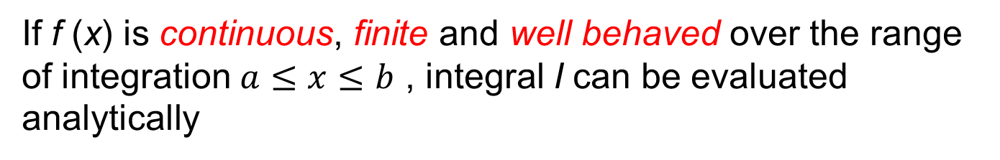 If f (x) is continuous, finite and well behaved over the range
of integration a ≤ x ≤ b , integral I can be evaluated
analytically